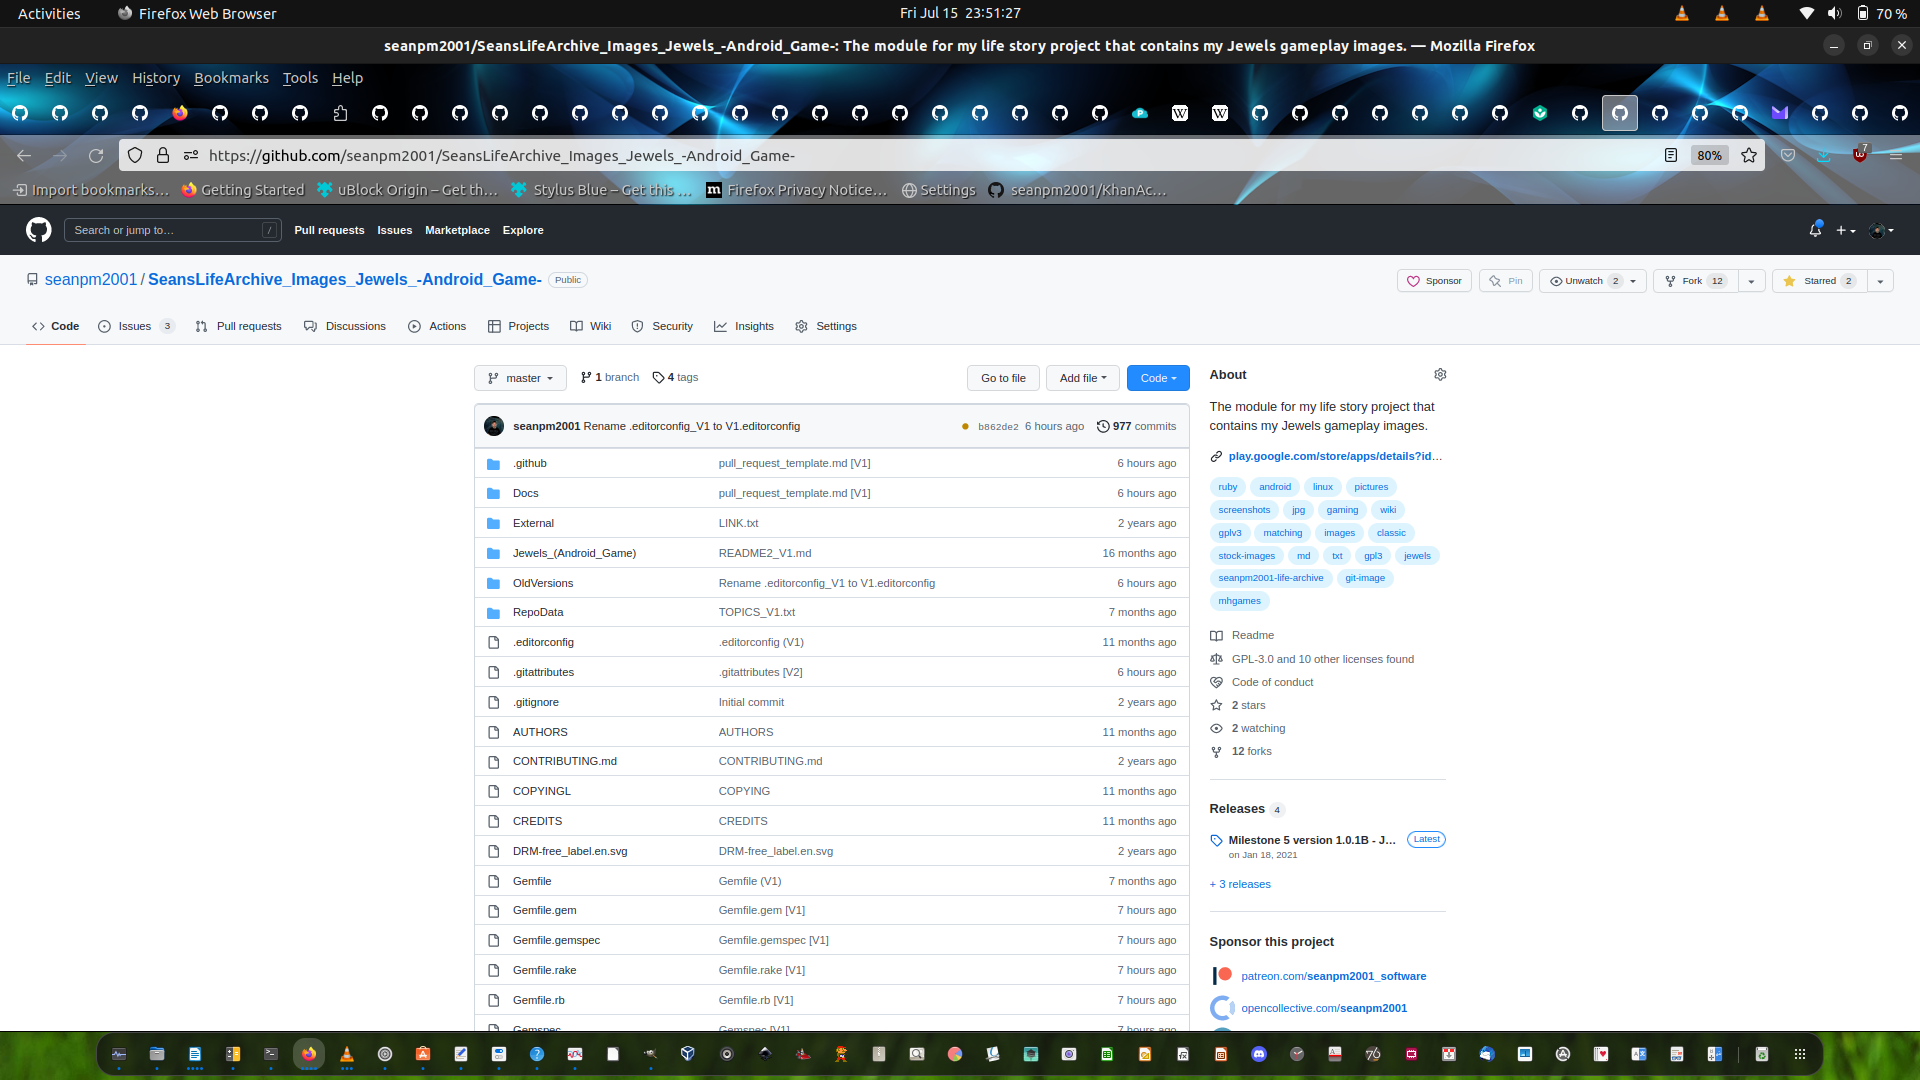 Activities Firefox Web Browser Fri Jul 15 23:51:27 70 %
seanpm2001/SeansLifeArchive_Images_Jewels_-Android_Game-: The module for my life story project that contains my Jewels gameplay images. — Mozilla Firefox
File Edit View History Bookmarks Tools Help
https://github.com/seanpm2001/SeansLifeArchive_Images_Jewels_-Android_Game- 80% 7
Import bookmarks… Getting Started uBlock Origin – Get th… Stylus Blue – Get this … Firefox Privacy Notice… Settings seanpm2001/KhanAc…
Search or jump to… / Pull requests Issues Marketplace Explore
seanpm2001 / SeansLifeArchive_Images_Jewels_-Android_Game- Public Sponsor Pin Unwatch 2 Fork 12 Starred 2
Code Issues 3 Pull requests Discussions Actions Projects Wiki Security Insights Settings
master 1 branch 4 tags Go to file Add file Code
seanpm2001 Rename .editorconfig_V1 to V1.editorconfig b862de2 6 hours ago 977 commits
.github pull_request_template.md [V1] 6 hours ago
Docs pull_request_template.md [V1] 6 hours ago
External LINK.txt 2 years ago
Jewels_(Android_Game) README2_V1.md 16 months ago
OldVersions Rename .editorconfig_V1 to V1.editorconfig 6 hours ago
RepoData TOPICS_V1.txt 7 months ago
.editorconfig .editorconfig (V1) 11 months ago
.gitattributes .gitattributes [V2] 6 hours ago
.gitignore Initial commit 2 years ago
AUTHORS AUTHORS 11 months ago
CONTRIBUTING.md CONTRIBUTING.md 2 years ago
COPYINGL COPYING 11 months ago
CREDITS CREDITS 11 months ago
DRM-free_label.en.svg DRM-free_label.en.svg 2 years ago
Gemfile Gemfile (V1) 7 months ago
Gemfile.gem Gemfile.gem [V1] 7 hours ago
Gemfile.gemspec Gemfile.gemspec [V1] 7 hours ago
Gemfile.rake Gemfile.rake [V1] 7 hours ago
Gemfile.rb Gemfile.rb [V1] 7 hours ago
Gemspec Gemspec [V1] 7 hours ago
About
The module for my life story project that
contains my Jewels gameplay images.
play.google.com/store/apps/details?id…
ruby android linux pictures
screenshots jpg gaming wiki
gplv3 matching images classic
stock-images md txt gpl3 jewels
seanpm2001-life-archive git-image
mhgames
Readme
GPL-3.0 and 10 other licenses found
Code of conduct
2 stars
2 watching
12 forks
Releases 4
Milestone 5 version 1.0.1B - J… Latest
on Jan 18, 2021
+ 3 releases
Sponsor this project
patreon.com/seanpm2001_software
opencollective.com/seanpm2001